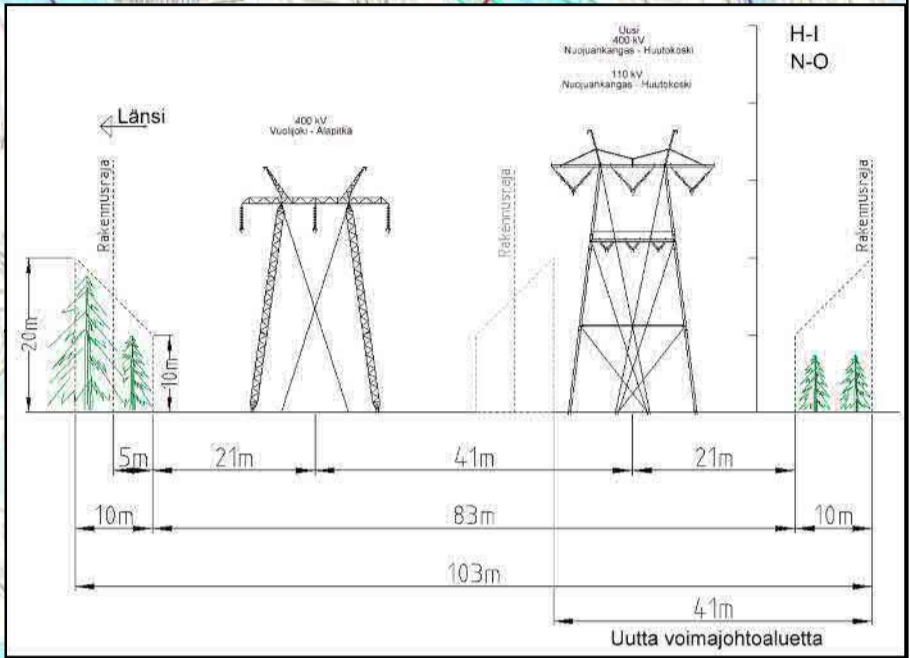 Uusi
400 kV
Nuojuankangas - Huutokoski
110 kV
Nuojuankangas - Huutokoski
H-I
N-O
Länsi
400 kV
Vuolijoki - Alapitkä
Rakennusraja
Rakennusraja
Rakennusraja
20m
10m
5m
21m
41m
21m
10m
83m
10m
103m
41m
Uutta voimajohtoaluetta